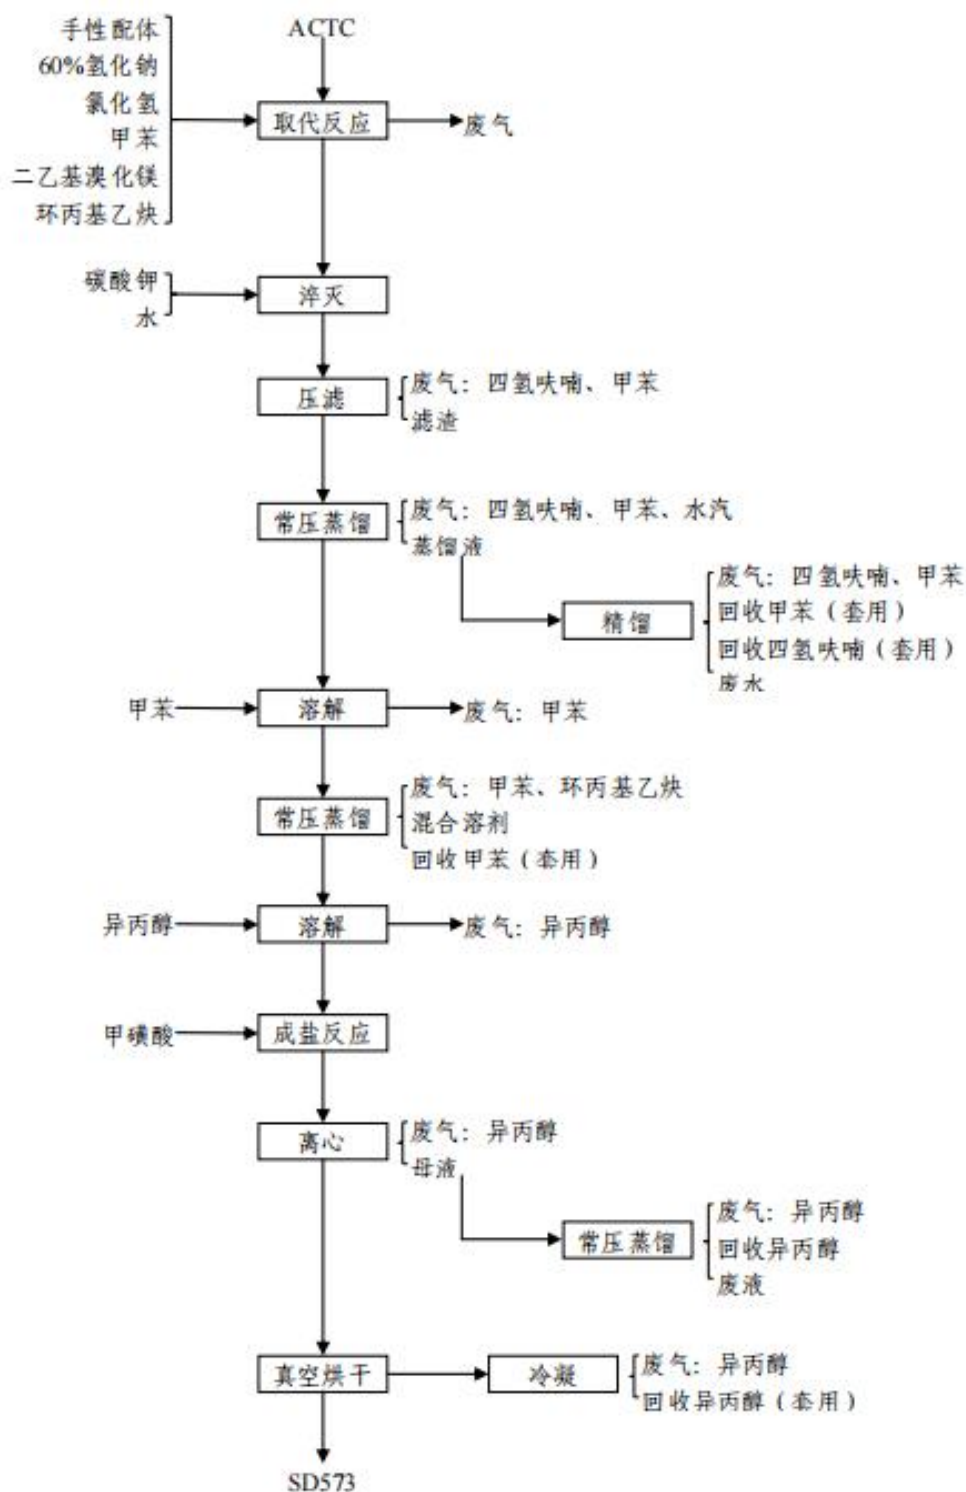 手性配体
ACTC
60%氢化钠
氯化氢
甲苯
二乙基溴化镁
环丙基乙炔
取代反应
废气
碳酸钾
水
淬灭
压滤
废气：四氢呋喃、甲苯
滤渣
常压蒸馏
废气：四氢呋喃、甲苯、水汽
蒸馏液
精馏
废气：四氢呋喃、甲苯
回收甲苯（套用）
回收四氢呋喃（套用）
废水
甲苯
溶解
废气：甲苯
常压蒸馏
废气：甲苯、环丙基乙炔
混合溶剂
回收甲苯（套用）
异丙醇
溶解
废气：异丙醇
甲磺酸
成盐反应
离心
废气：异丙醇
母液
常压蒸馏
废气：异丙醇
回收异丙醇
废液
真空烘干
冷凝
废气：异丙醇
回收异丙醇（套用）
SD573